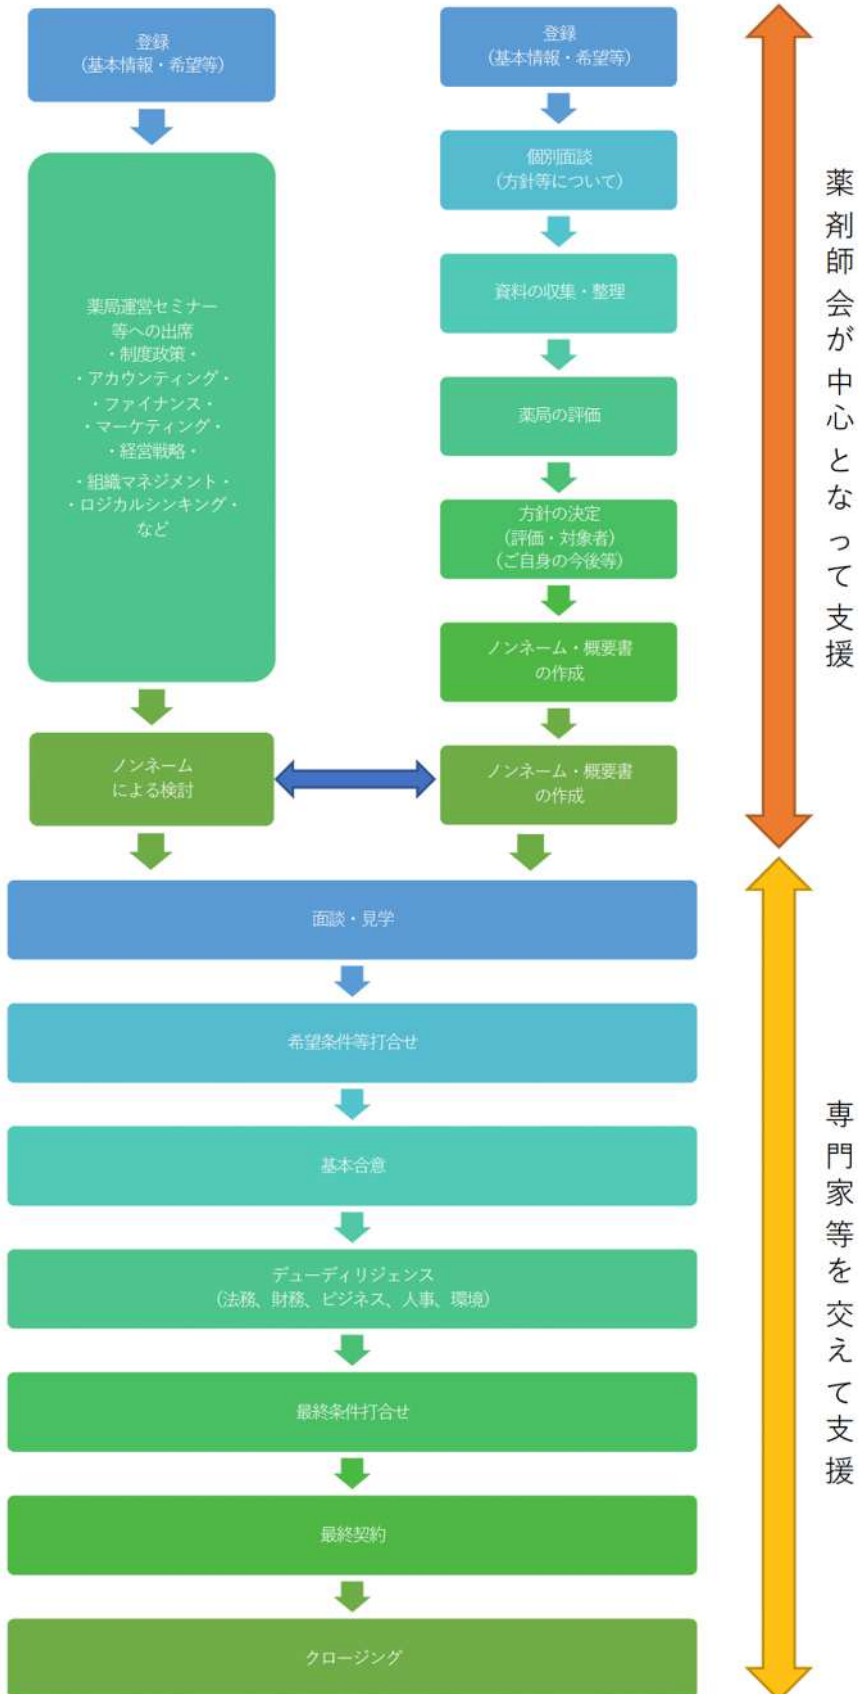 登録
(基本情報・希望等)
薬局運営セミナー
等への出席
・制度政策・
・アカウンティング・
・ファイナンス・
・マーケティング・
・経営戦略・
・組織マネジメント・
・ロジカルシンキング・
など
ノンネーム
による検討
登録
(基本情報・希望等)
個別面談
(方針等について)
資料の収集・整理
薬局の評価
方針の決定
(評価・対象者)
(ご自身の今後等)
ノンネーム・概要書
の作成
ノンネーム・概要書
の作成
面談・見学
希望条件等打合せ
基本合意
デューディリジェンス
(法務、財務、ビジネス、人事、環境)
最終条件打合せ
最終契約
クロージング
薬剤師会が中心となって支援
専門家等を交えて支援